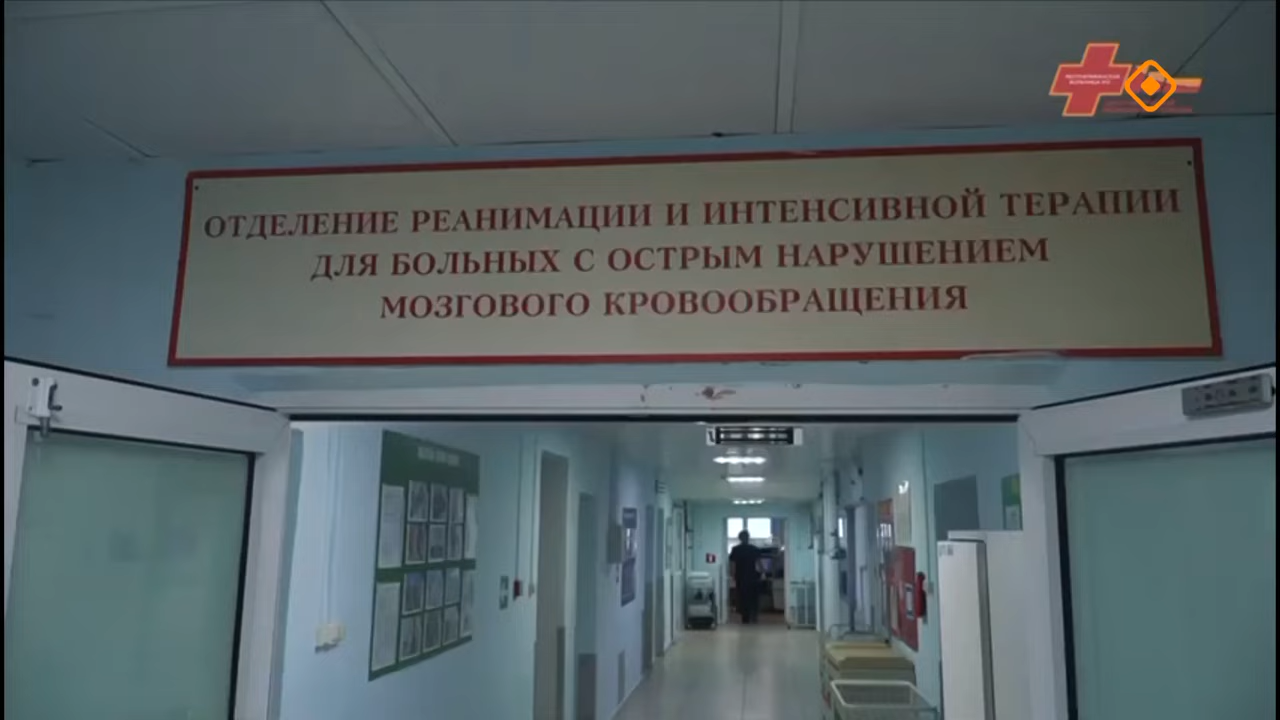 ОТДЕЛЕНИЕ РЕАНИМАЦИИ И ИНТЕНСИВНОЙ ТЕРАПИИ
ДЛЯ БОЛЬНЫХ С ОСТРЫМ НАРУШЕНИЕМ
МОЗГОВОГО КРОВООБРАЩЕНИЯ